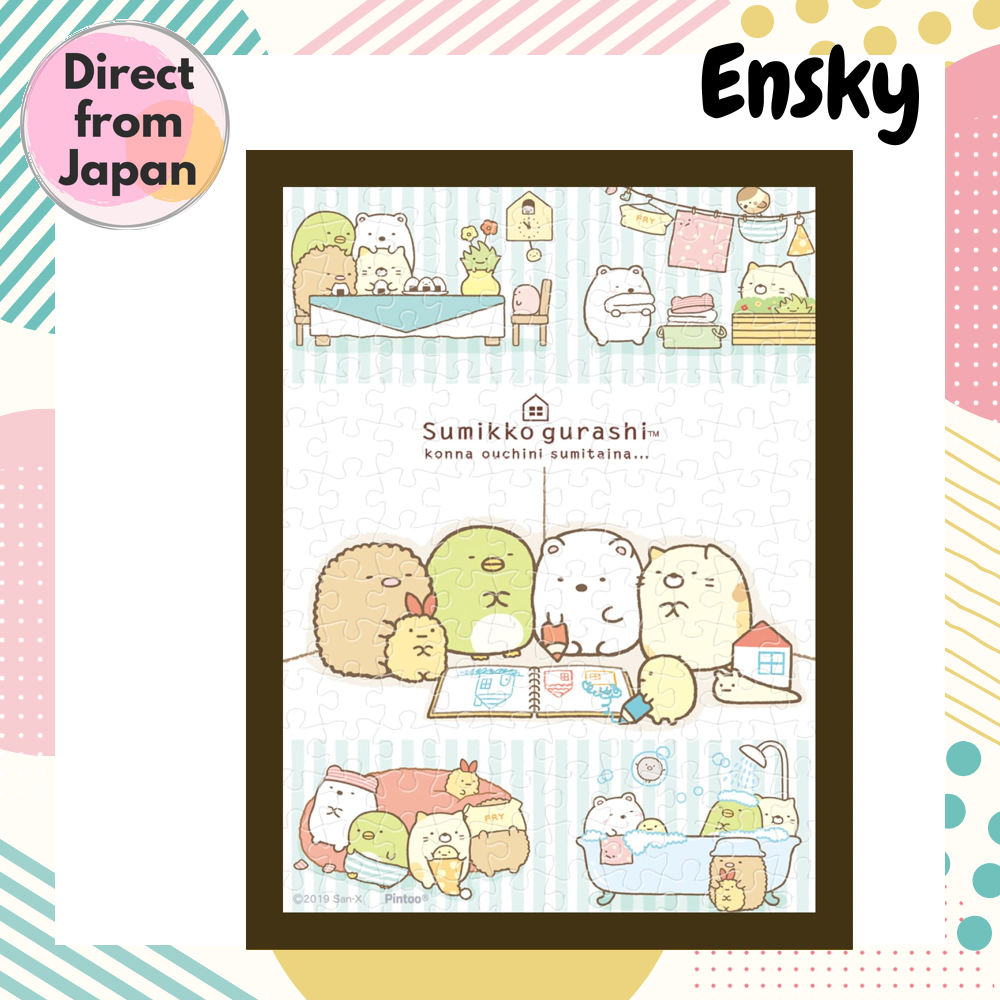 Direct
from
Japan
Ensky
FRY
Sumikko gurashi™
konna ouchini sumitaina...
FRY
©2019 San-X
Pintoo®